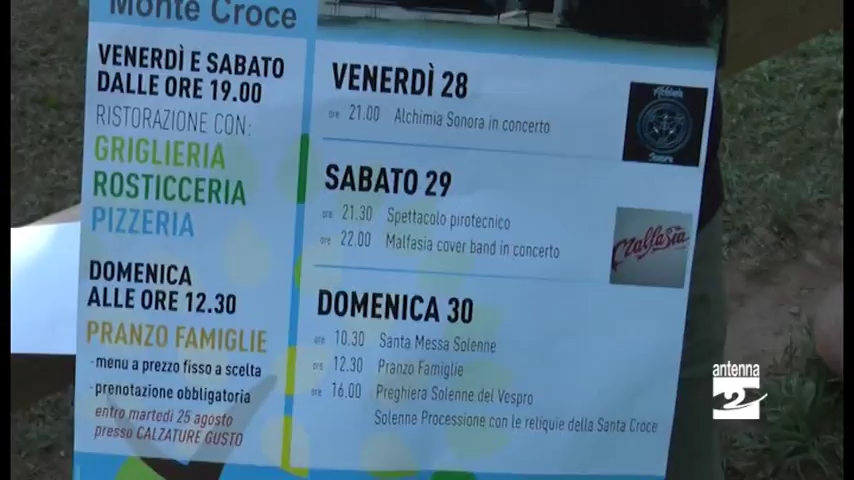 Monte Croce
VENERDÌ E SABATO
DALLE ORE 19.00
RISTORAZIONE CON:
GRIGLIERIA
ROSTICCERIA
PIZZERIA
DOMENICA
ALLE ORE 12.30
PRANZO FAMIGLIE
- menu a prezzo fisso a scelta
- prenotazione obbligatoria
entro martedì 25 agosto
presso CALZATURE GUSTO
VENERDÌ 28
ore 21.00 Alchimia Sonora in concerto
Alchimia
Sonora
SABATO 29
ore 21.30 Spettacolo pirotecnico
ore 22.00 Malfasia cover band in concerto
Malfasia
DOMENICA 30
ore 10.30 Santa Messa Solenne
ore 12.30 Pranzo Famiglie
ore 16.00 Preghiera Solenne del Vespro
Solenne Processione con le reliquie della Santa Croce
antenna
2